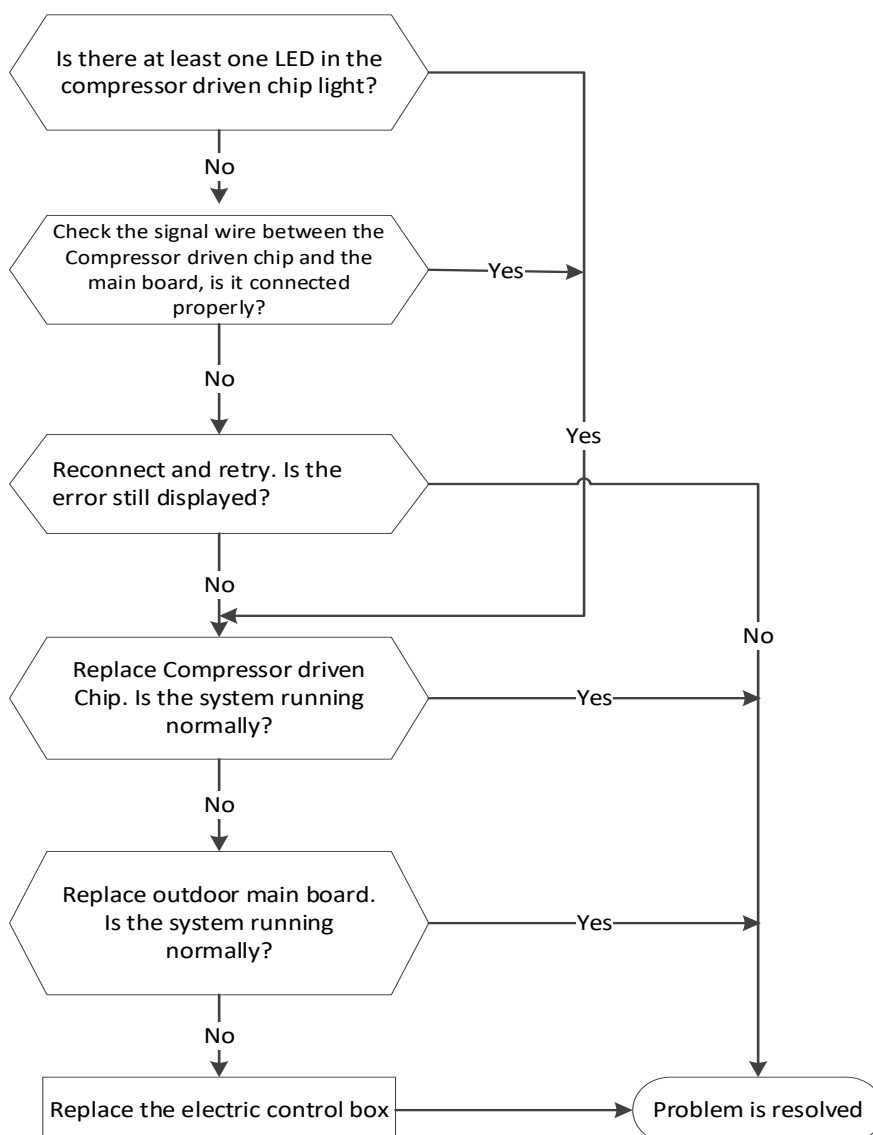 Is there at least one LED in the
compressor driven chip light?
No
Check the signal wire between the
Compressor driven chip and the
main board, is it connected
properly?
Yes
No
Yes
Reconnect and retry. Is the
error still displayed?
No
No
Replace Compressor driven
Chip. Is the system running
normally?
Yes
No
Replace outdoor main board.
Is the system running
normally?
Yes
No
Replace the electric control box
Problem is resolved